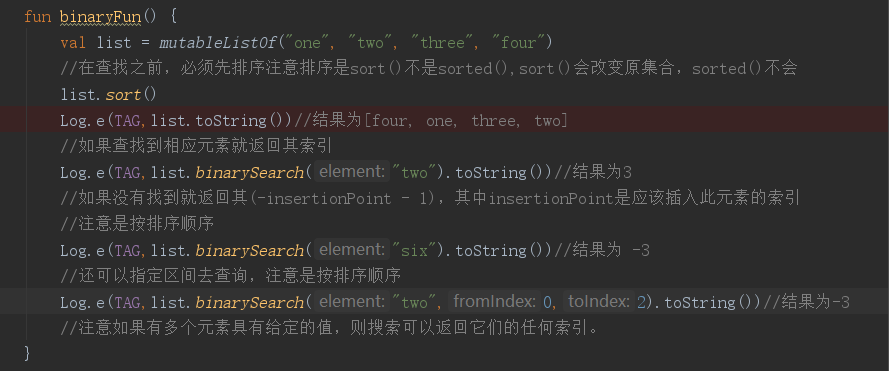 fun binaryFun() {
val list = mutableListOf("one", "two", "three", "four")
//在查找之前，必须先排序注意排序是sort()不是sorted(),sort()会改变原集合，sorted()不会
list.sort()
Log.e(TAG,list.toString())//结果为[four, one, three, two]
//如果查找到相应元素就返回其索引
Log.e(TAG,list.binarySearch( element: "two").toString())//结果为3
//如果没有找到就返回其(-insertionPoint - 1)，其中insertionPoint是应该插入此元素的索引
//注意是按排序顺序
Log.e(TAG,list.binarySearch( element: "six").toString())//结果为 -3
//还可以指定区间去查询，注意是按排序顺序
Log.e(TAG,list.binarySearch( element: "two", fromIndex: 0, toIndex: 2).toString())//结果为-3
//注意如果有多个元素具有给定的值，则搜索可以返回它们的任何索引。
}